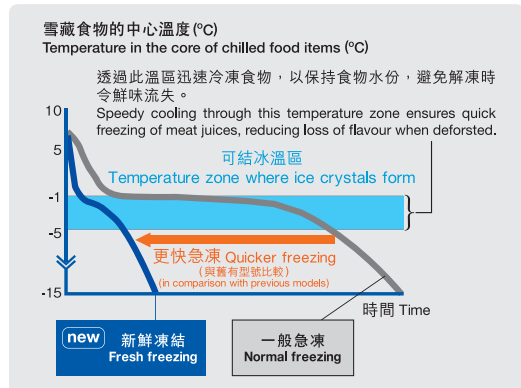 雪藏食物的中心溫度 (ºC)
Temperature in the core of chilled food items (ºC)
透過此溫區迅速冷凍食物，以保持食物水份，避免解凍時
令鮮味流失。
Speedy cooling through this temperature zone ensures quick
freezing of meat juices, reducing loss of flavour when deforsted.
10
5
-1
-5
-15
可結冰溫區
Temperature zone where ice crystals form
更快急凍 Quicker freezing
(與舊有型號比較)
(in comparison with previous models)
時間 Time
new 新鮮凍結
Fresh freezing
一般急凍
Normal freezing